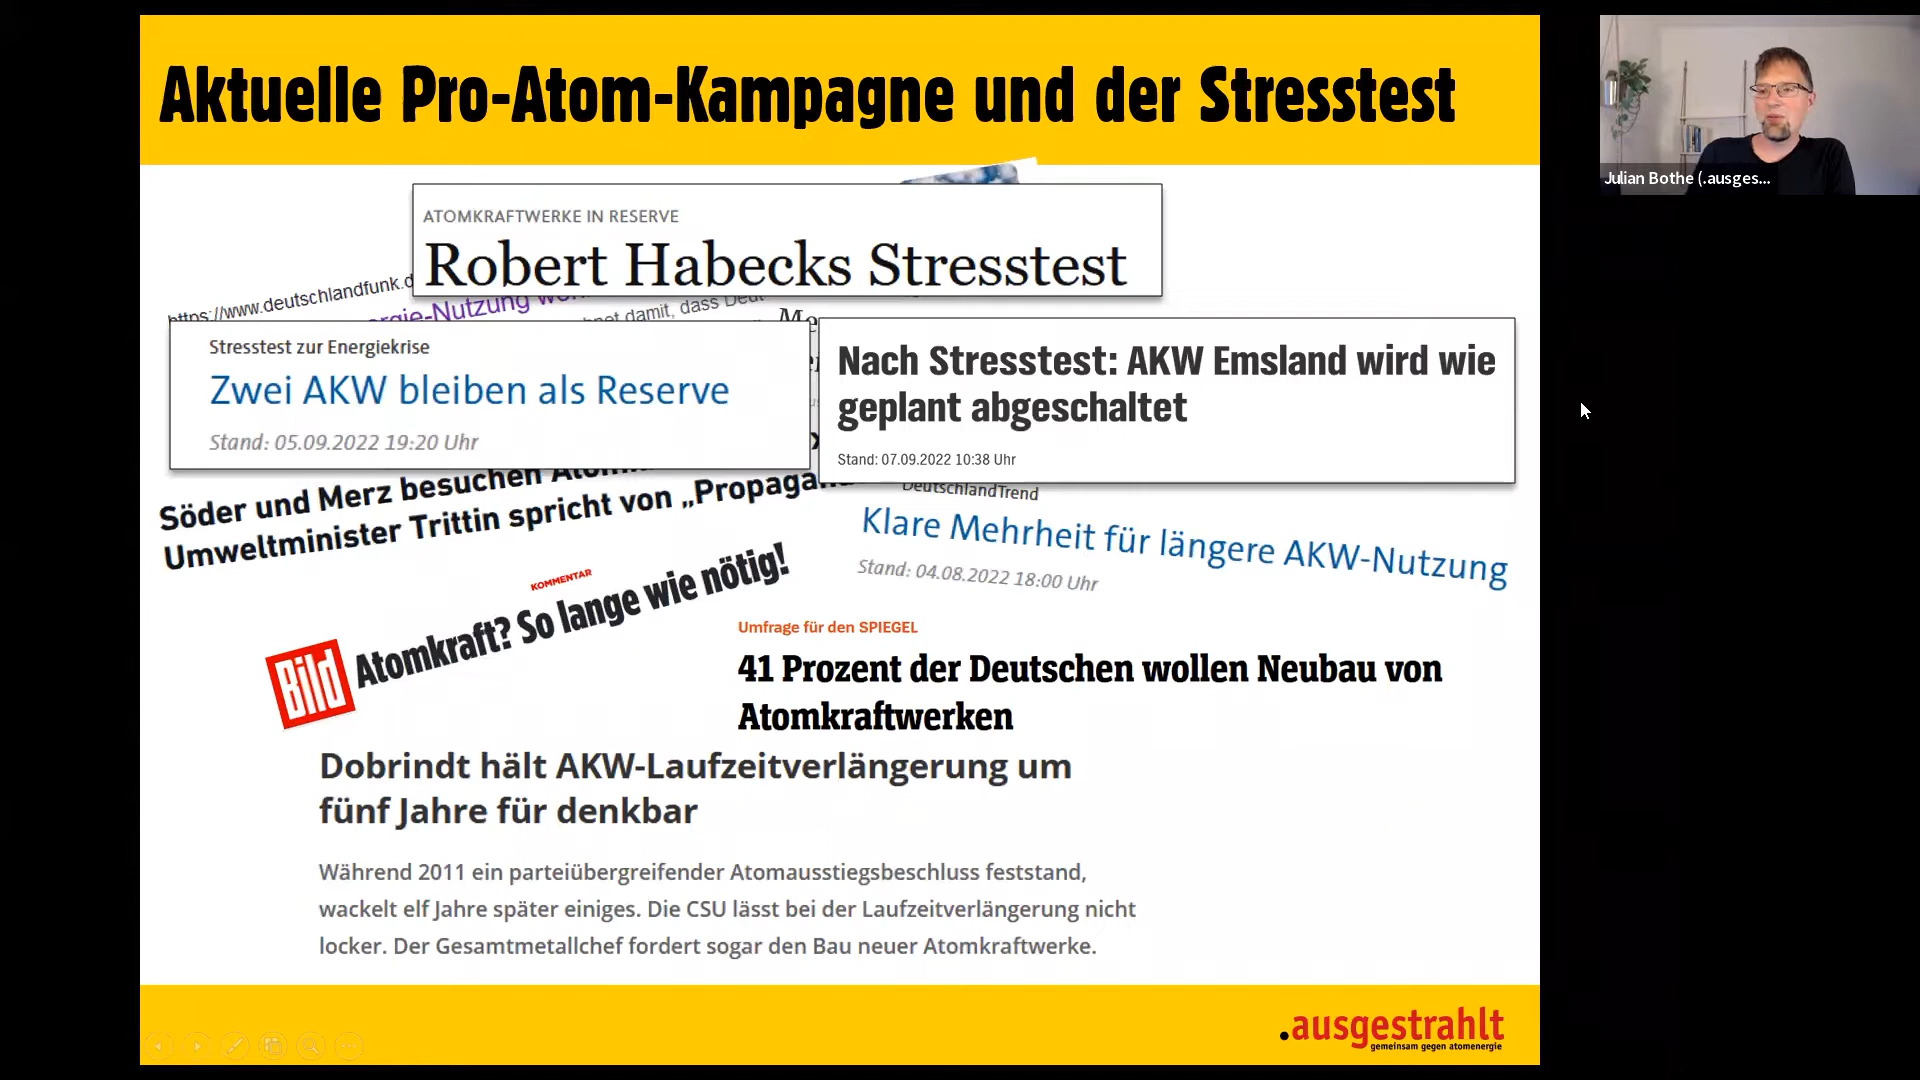 Aktuelle Pro-Atom-Kampagne und der Stresstest
Julian Bothe (.ausges...
ATOMKRAFTWERKE IN RESERVE
Robert Habecks Stresstest
https://www.deutschlandfunk.d
gie-Nutzung
damit, dass
Stresstest zur Energiekrise
Zwei AKW bleiben als Reserve
Stand: 05.09.2022 19:20 Uhr
Nach Stresstest: AKW Emsland wird wie
geplant abgeschaltet
Stand: 07.09.2022 10:38 Uhr
Söder und Merz besuchen
Umweltminister Trittin spricht von „Propaga
DeutschlandTrend
Klare Mehrheit für längere AKW-Nutzung
Stand: 04.08.2022 18:00 Uhr
KOMMENTAR
Bild Atomkraft? So lange wie nötig!
Umfrage für den SPIEGEL
41 Prozent der Deutschen wollen Neubau von
Atomkraftwerken
Dobrindt hält AKW-Laufzeitverlängerung um
fünf Jahre für denkbar
Während 2011 ein parteiübergreifender Atomausstiegsbeschluss feststand,
wackelt elf Jahre später einiges. Die CSU lässt bei der Laufzeitverlängerung nicht
locker. Der Gesamtmetallchef fordert sogar den Bau neuer Atomkraftwerke.
.ausgestrahlt
gemeinsam gegen atomenergie